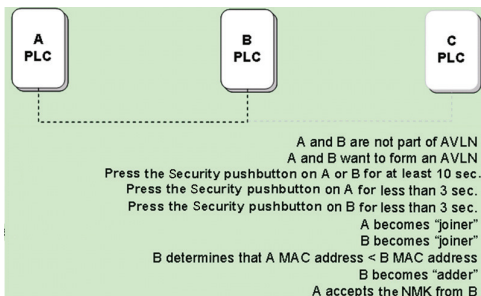 A
PLC
B
PLC
C
PLC
A and B are not part of AVLN
A and B want to form an AVLN
Press the Security pushbutton on A or B for at least 10 sec.
Press the Security pushbutton on A for less than 3 sec.
Press the Security pushbutton on B for less than 3 sec.
A becomes "joiner"
B becomes "joiner"
B determines that A MAC address < B MAC address
B becomes "adder"
A accepts the NMK from B